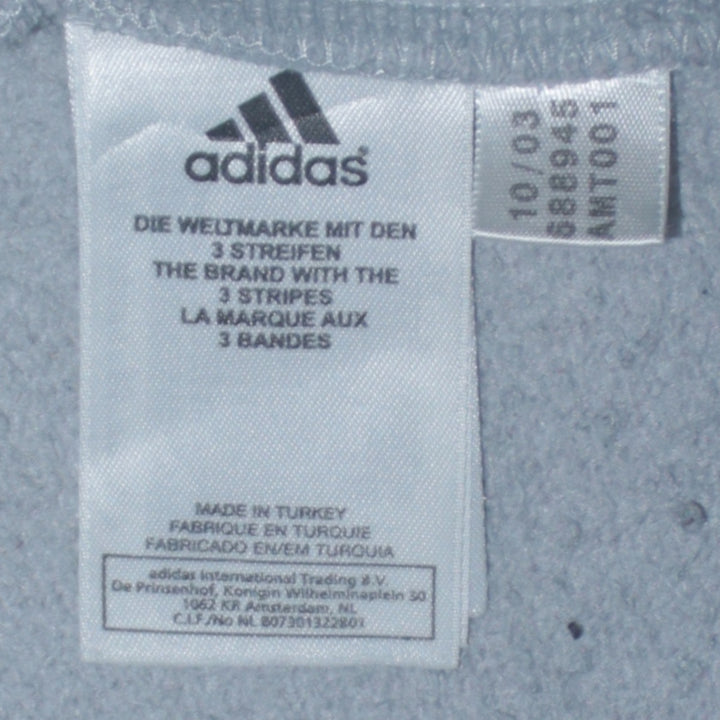 adidas®
DIE WELTMARKE MIT DEN
3 STREIFEN
THE BRAND WITH THE
3 STRIPES
LA MARQUE AUX
3 BANDES
MADE IN TURKEY
FABRIQUE EN TURQUIE
FABRICADO EN/EM TURQUIA
adidas International Trading B.V.
De Prinsenhof, Konigin Wilhelminaplein 30
1062 KR Amsterdam, NL
C.I.F./No NL 807301322B01
10/03
688945
AMT001